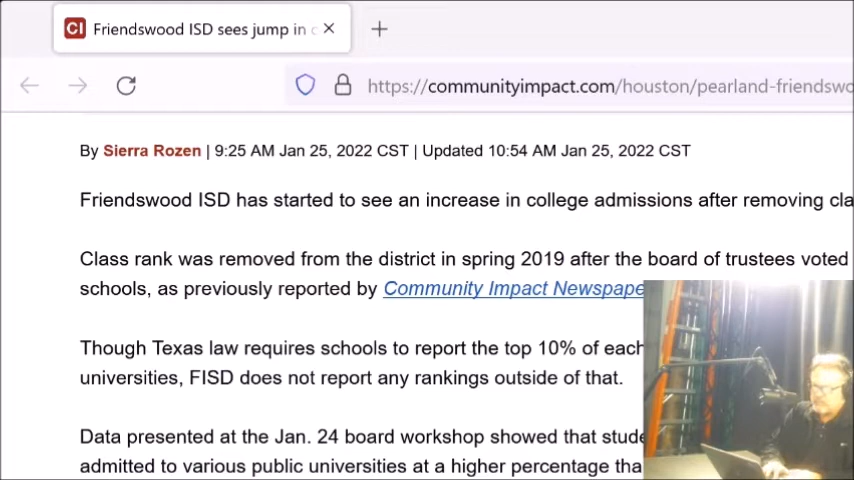 CI Friendswood ISD sees jump in c
https://communityimpact.com/houston/pearland-friendswo
By Sierra Rozen | 9:25 AM Jan 25, 2022 CST | Updated 10:54 AM Jan 25, 2022 CST
Friendswood ISD has started to see an increase in college admissions after removing cla
Class rank was removed from the district in spring 2019 after the board of trustees voted
schools, as previously reported by Community Impact Newspape
Though Texas law requires schools to report the top 10% of each
universities, FISD does not report any rankings outside of that.
Data presented at the Jan. 24 board workshop showed that stude
admitted to various public universities at a higher percentage tha